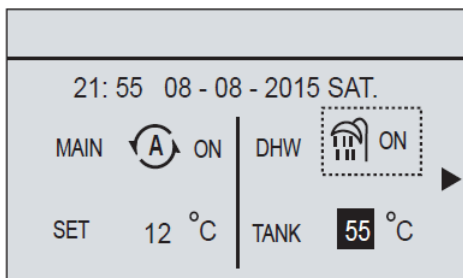 21: 55 08 - 08 - 2015 SAT.
MAIN A ON DHW ON
SET 12 °C TANK 55 °C